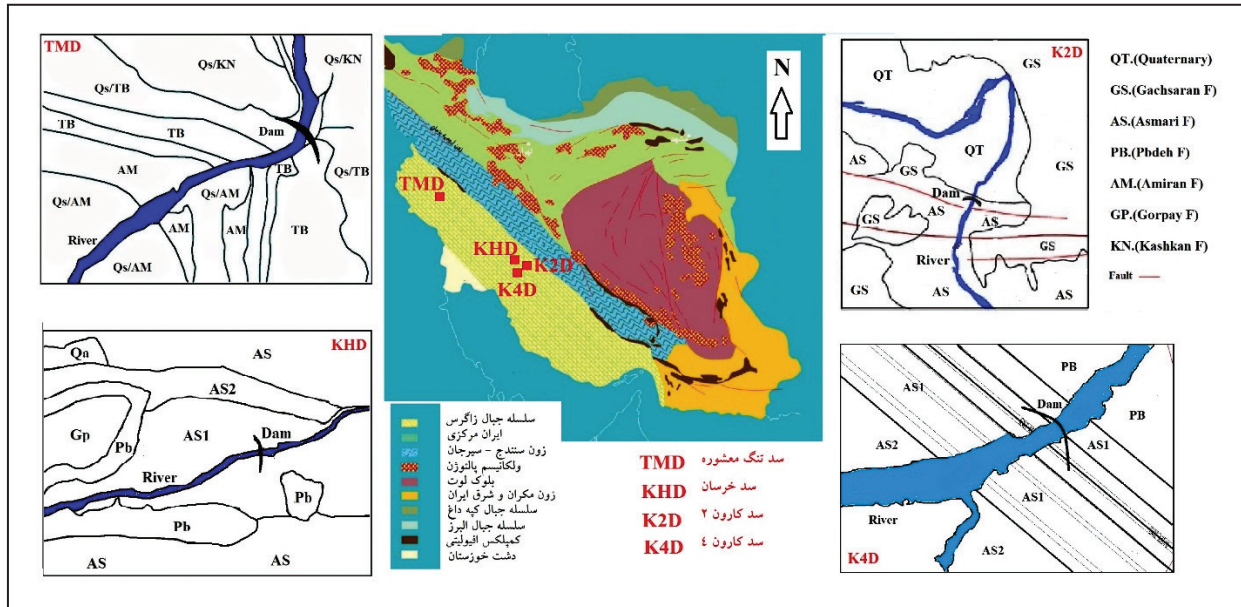 TMD
Qs/KN
Qs/KN
Qs/TB
TB
TB
Dam
AM
TB
Qs/TB
Qs/AM
Qs/AM
AM
AM
TB
River
Qs/AM
KHD
Qa
AS
AS2
Gp
Pb
AS1
Dam
River
Pb
Pb
AS
AS
N
TMD
KHD
K2D
K4D
سلسله جبال زاگرس
ایران مرکزی
زون سنندج - سیرجان
ولکانیسم پالئوژن
بلوک لوت
زون مکران و شرق ایران
سلسله جبال کپه داغ
سلسله جبال البرز
کمپلکس افیولیتی
دشت خوزستان
TMD سد تنگ معشوره
KHD سد خرسان
K2D سد کارون ۲
K4D سد کارون ٤
K2D
QT
GS
QT
AS
GS
GS
Dam
GS
AS
AS
GS
River
GS
AS
AS
QT.(Quaternary)
GS.(Gachsaran F)
AS.(Asmari F)
PB.(Pbdeh F)
AM.(Amiran F)
GP.(Gorpay F)
KN.(Kashkan F)
Fault
PB
AS1
Dam
PB
AS2
AS1
AS1
River
AS2
K4D